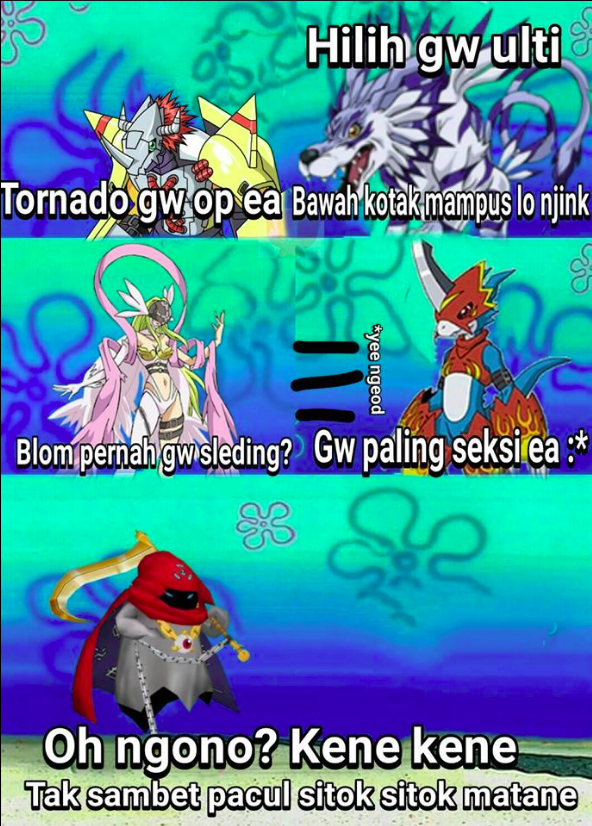 Hilih gw ulti
Tornado gw op ea
Bawah kotak mampus lo njink
Blom pernah gw sleding?
*yee ngeod
Gw paling seksi ea :*
Oh ngono? Kene kene
Tak sambet pacul sitok sitok matane